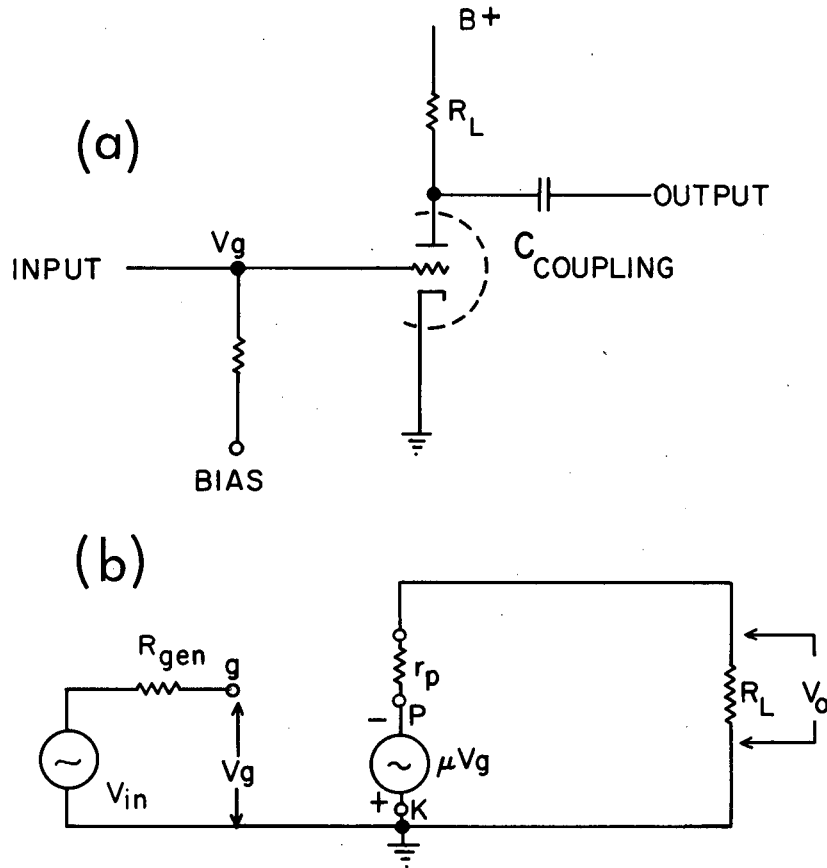 B+
R_L
(a)
OUTPUT
Vg
C_COUPLING
INPUT
BIAS
(b)
R_gen
g
r_p
P
−
R_L
V_o
V_in
Vg
μVg
+
K